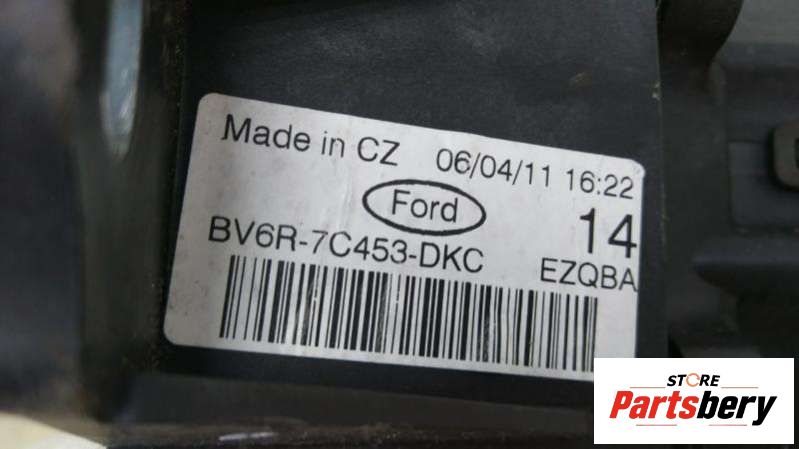 Made in CZ 06/04/11 16:22
Ford
14
BV6R-7C453-DKC
EZQBA
STORE
Partsbery